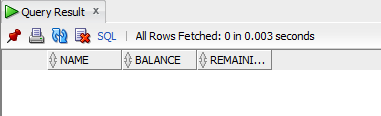 Query Result x
SQL | All Rows Fetched: 0 in 0.003 seconds
NAME BALANCE REMAINI...